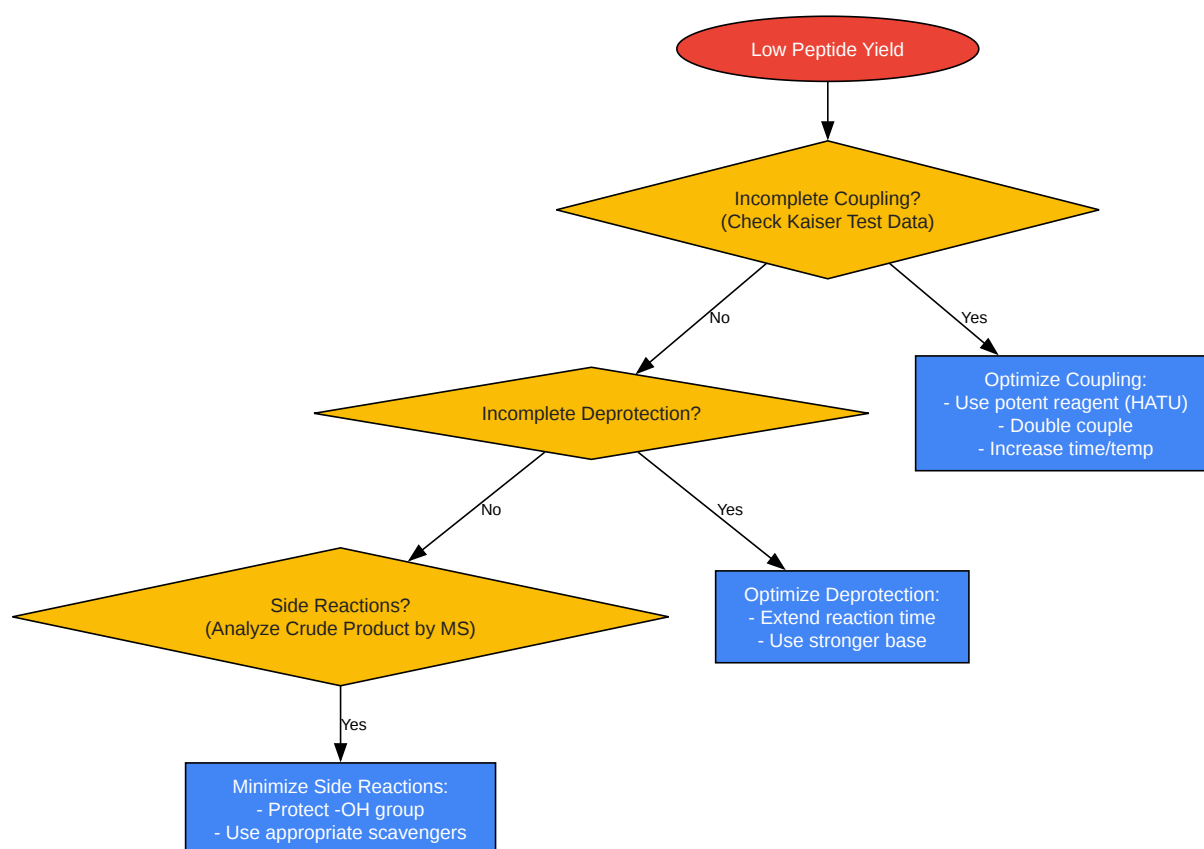 Low Peptide Yield
Incomplete Coupling?
(Check Kaiser Test Data)
No
Yes
Optimize Coupling:
- Use potent reagent (HATU)
- Double couple
- Increase time/temp
Incomplete Deprotection?
No
Yes
Optimize Deprotection:
- Extend reaction time
- Use stronger base
Side Reactions?
(Analyze Crude Product by MS)
Yes
Minimize Side Reactions:
- Protect -OH group
- Use appropriate scavengers